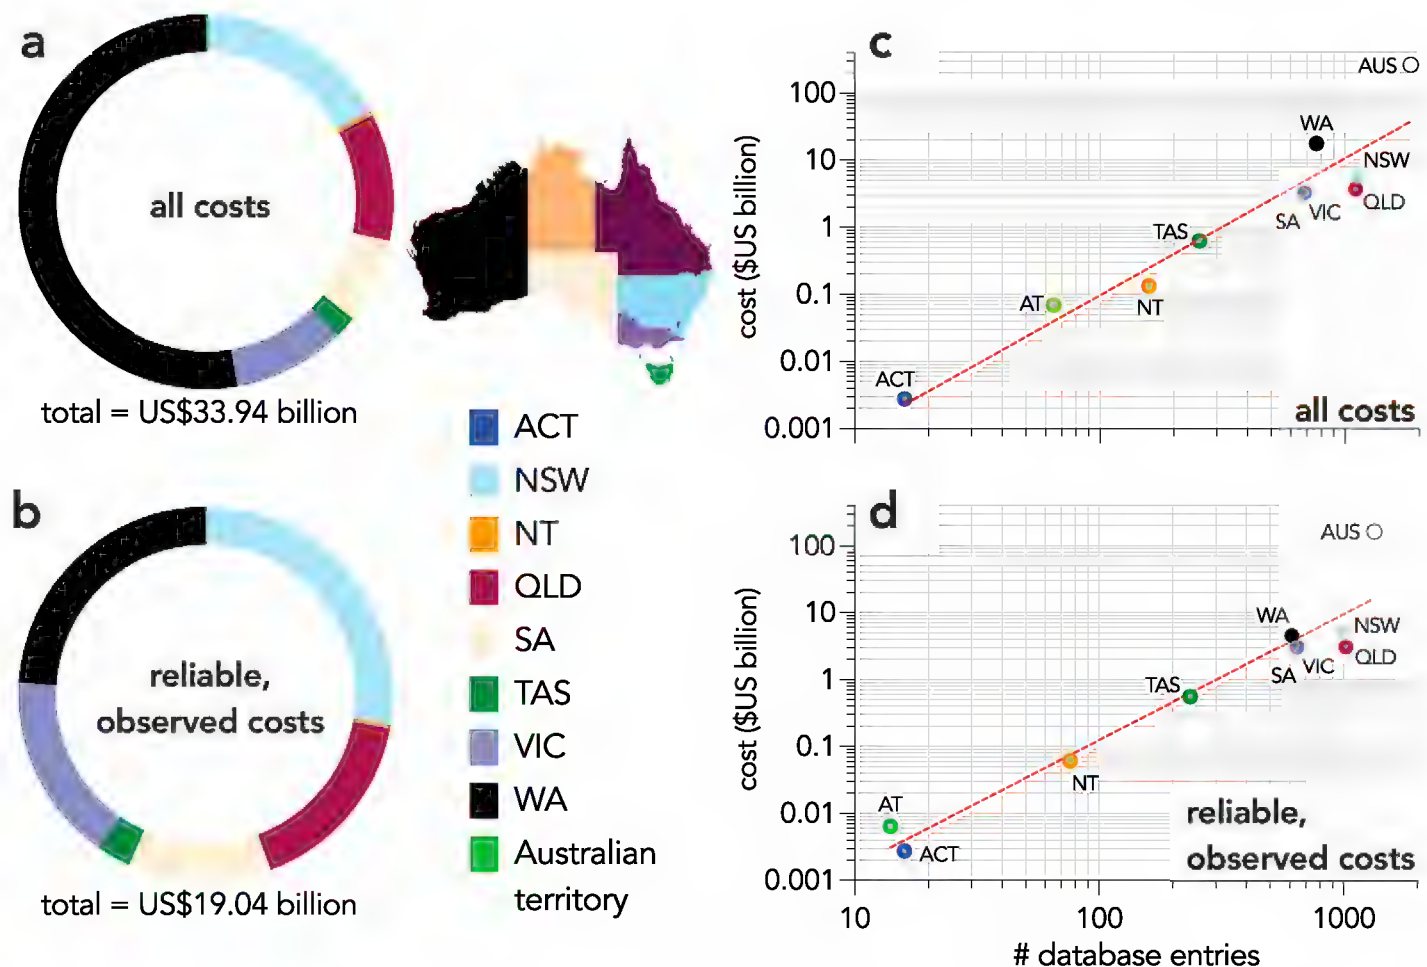 a
all costs
total = US$33.94 billion
b
reliable,
observed costs
total = US$19.04 billion
ACT
NSW
NT
QLD
SA
TAS
VIC
WA
Australian
territory
c
AUS
100
WA
10
NSW
QLD
SA
VIC
1
TAS
0.1
AT
NT
0.01
ACT
0.001
all costs
cost ($US billion)
d
AUS
100
10
WA
NSW
QLD
SA
VIC
1
TAS
0.1
NT
0.01
AT
ACT
0.001
reliable,
observed costs
cost ($US billion)
10
100
1000
# database entries